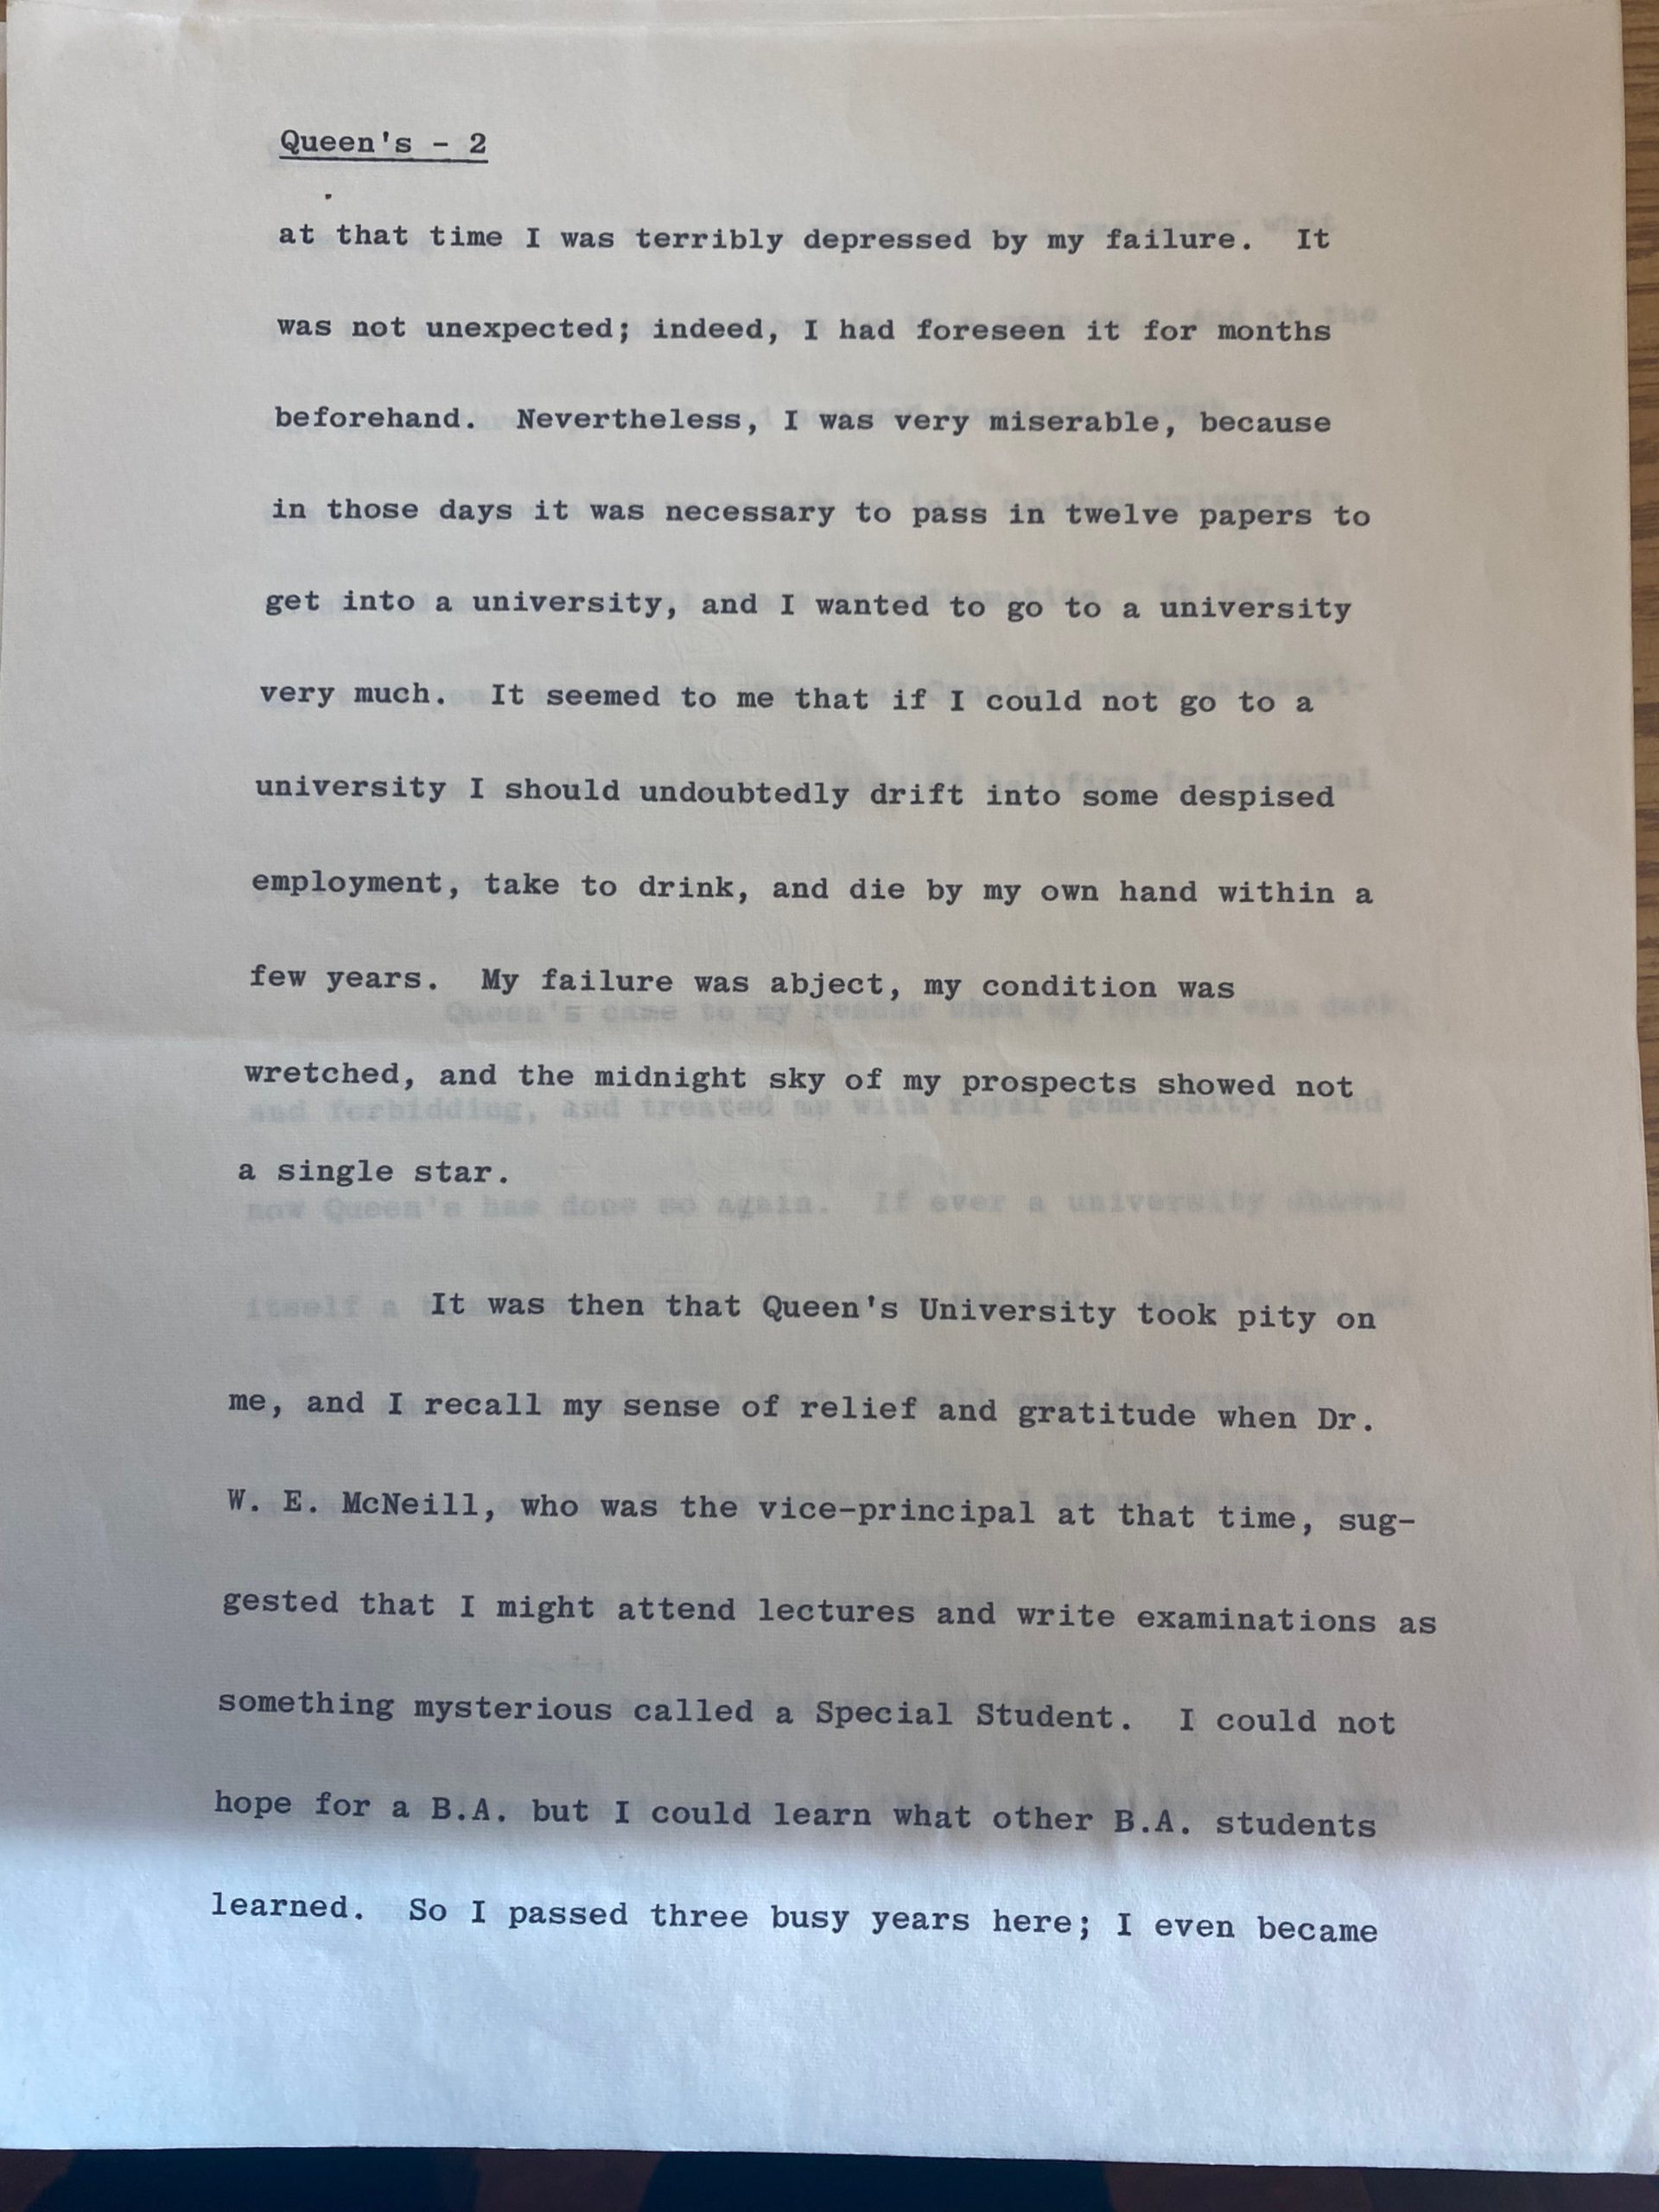 Queen's - 2
at that time I was terribly depressed by my failure.  It
was not unexpected; indeed, I had foreseen it for months
beforehand.  Nevertheless, I was very miserable, because
in those days it was necessary to pass in twelve papers to
get into a university, and I wanted to go to a university
very much.  It seemed to me that if I could not go to a
university I should undoubtedly drift into some despised
employment, take to drink, and die by my own hand within a
few years.  My failure was abject, my condition was
wretched, and the midnight sky of my prospects showed not
a single star.
It was then that Queen's University took pity on
me, and I recall my sense of relief and gratitude when Dr.
W. E. McNeill, who was the vice-principal at that time, sug-
gested that I might attend lectures and write examinations as
something mysterious called a Special Student.  I could not
hope for a B.A. but I could learn what other B.A. students
learned.  So I passed three busy years here; I even became